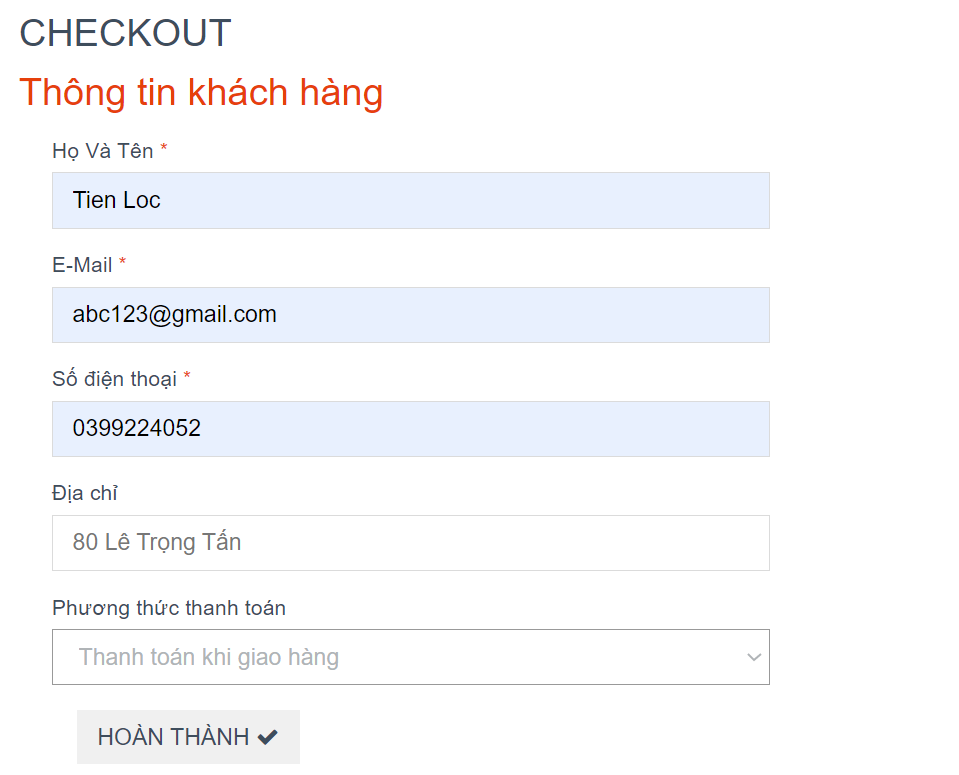 CHECKOUT
Thông tin khách hàng
Họ Và Tên *
Tien Loc
E-Mail *
abc123@gmail.com
Số điện thoại *
0399224052
Địa chỉ
80 Lê Trọng Tấn
Phương thức thanh toán
Thanh toán khi giao hàng
HOÀN THÀNH ✔